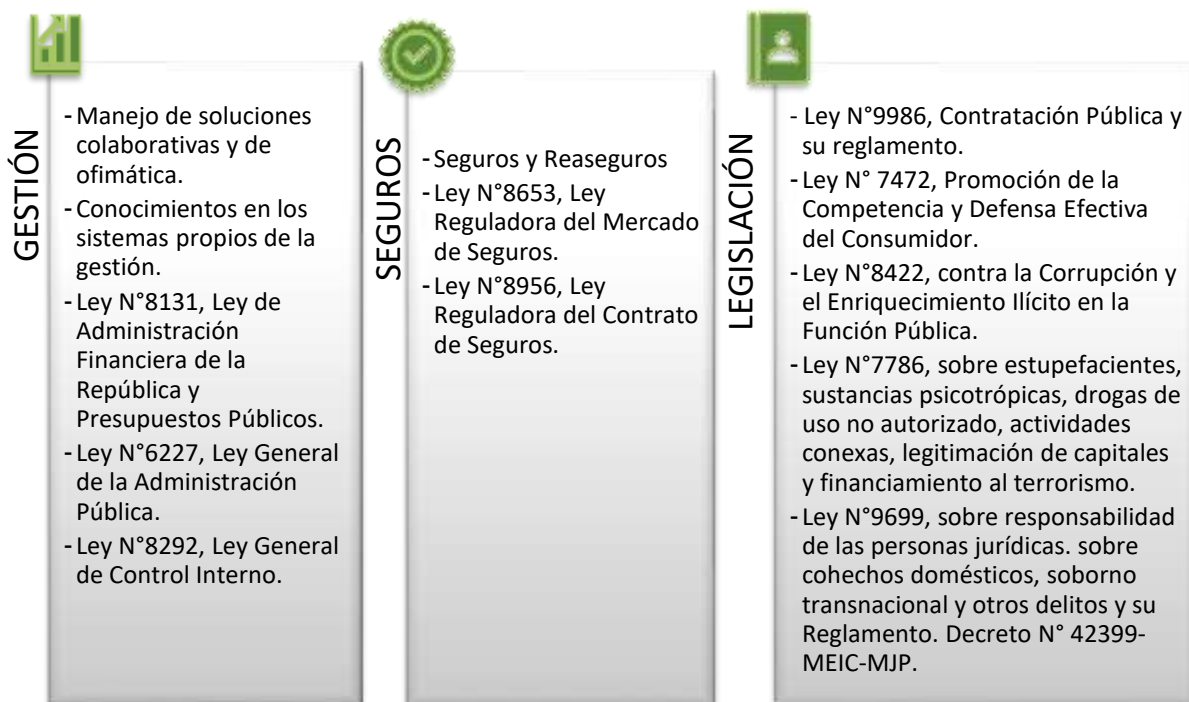 GESTIÓN
- Manejo de soluciones
colaborativas y de
ofimática.
- Conocimientos en los
sistemas propios de la
gestión.
- Ley N°8131, Ley de
Administración
Financiera de la
República y
Presupuestos Públicos.
- Ley N°6227, Ley General
de la Administración
Pública.
- Ley N°8292, Ley General
de Control Interno.
SEGUROS
- Seguros y Reaseguros
- Ley N°8653, Ley
Reguladora del Mercado
de Seguros.
- Ley N°8956, Ley
Reguladora del Contrato
de Seguros.
LEGISLACIÓN
- Ley N°9986, Contratación Pública y
su reglamento.
- Ley N° 7472, Promoción de la
Competencia y Defensa Efectiva
del Consumidor.
- Ley N°8422, contra la Corrupción y
el Enriquecimiento Ilícito en la
Función Pública.
- Ley N°7786, sobre estupefacientes,
sustancias psicotrópicas, drogas de
uso no autorizado, actividades
conexas, legitimación de capitales
y financiamiento al terrorismo.
- Ley N°9699, sobre responsabilidad
de las personas jurídicas. sobre
cohechos domésticos, soborno
transnacional y otros delitos y su
Reglamento. Decreto N° 42399-
MEIC-MJP.